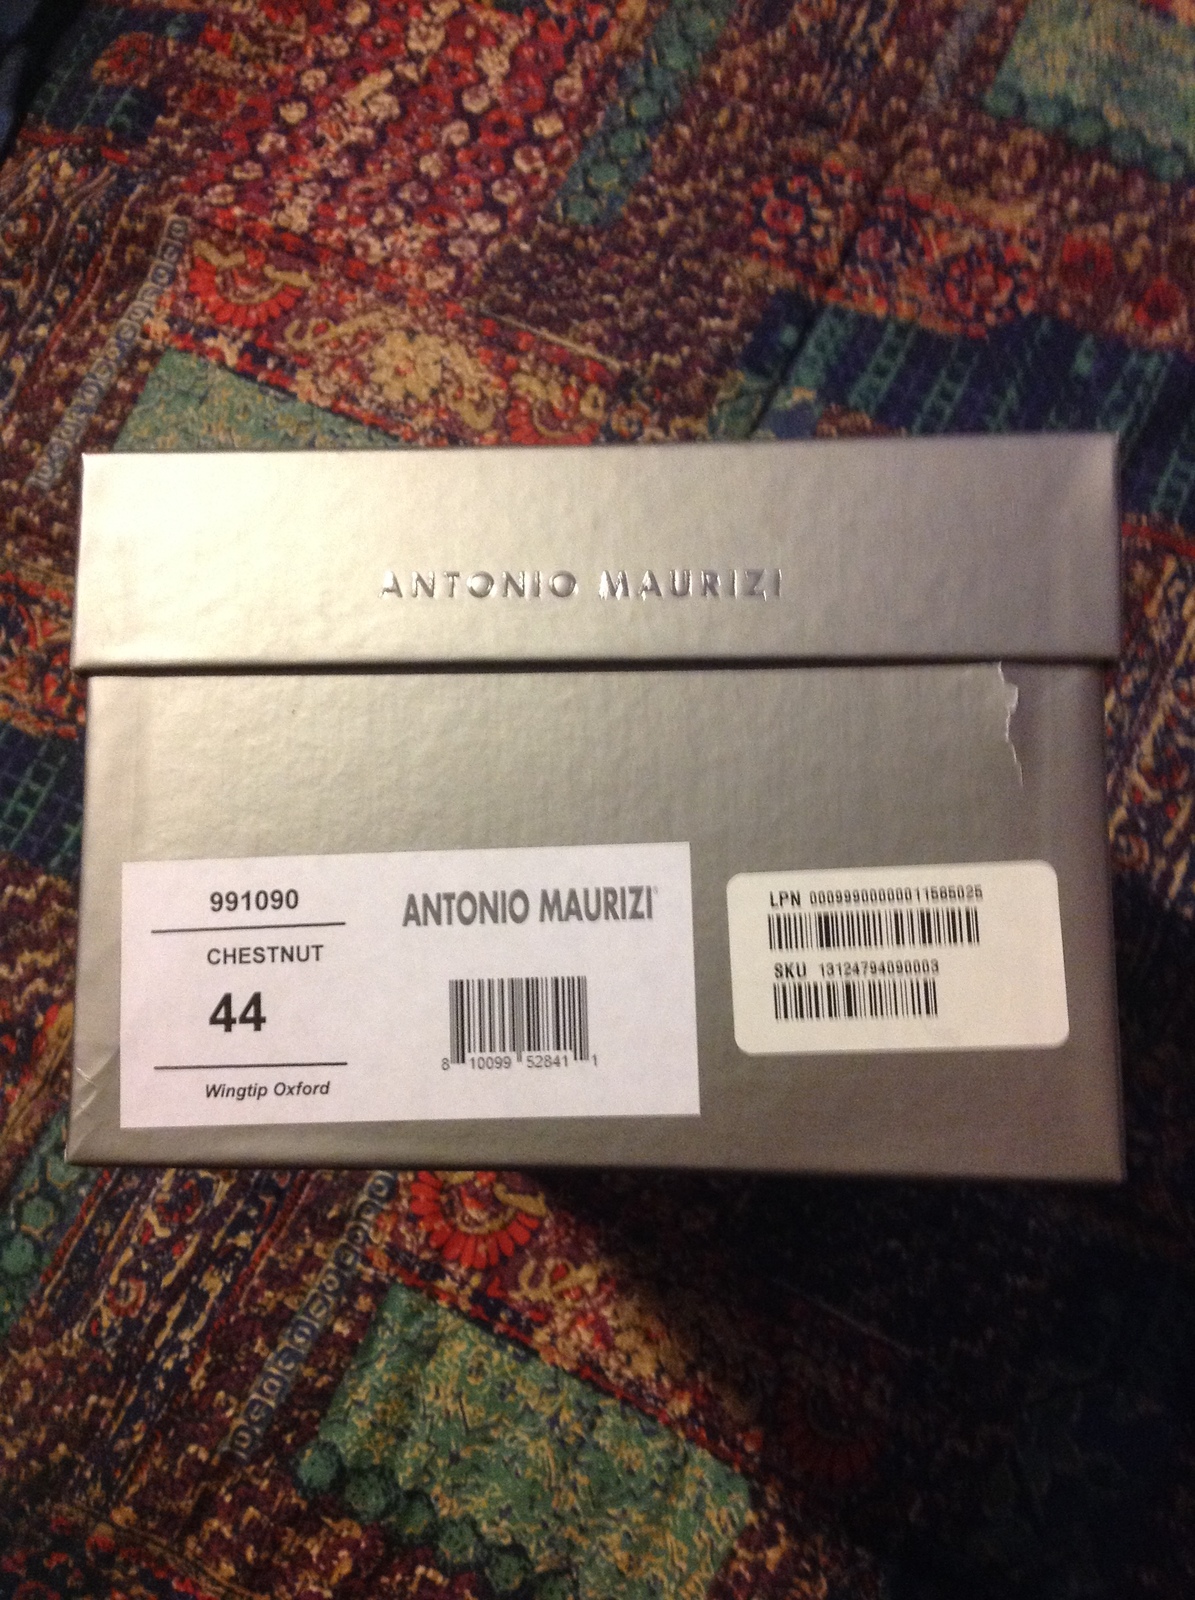 ANTONIO MAURIZI
991090
CHESTNUT
44
Wingtip Oxford
ANTONIO MAURIZI
8 10099 52841 1
LPN 00099900000011585025
SKU 13124794090003